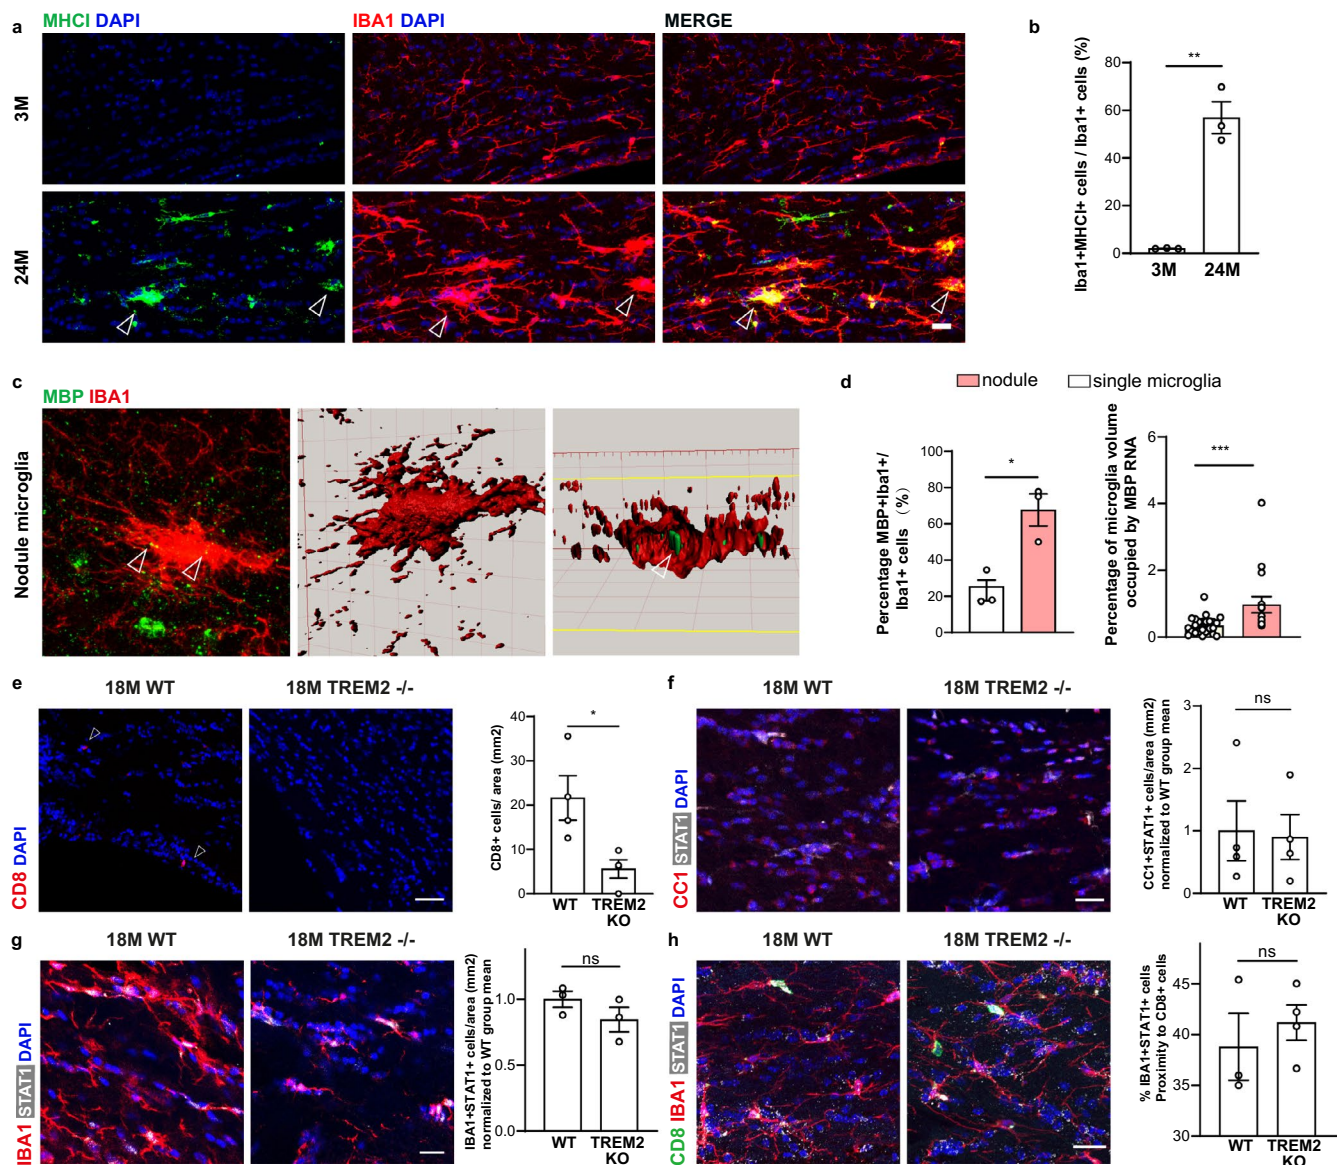 a
MHCI DAPI
IBA1 DAPI
MERGE
3M
24M
b
Iba1+MHCI+ cells / Iba1+ cells (%)
80
60
40
20
0
**
3M
24M
c
MBP IBA1
Nodule microglia
d
nodule
single microglia
Percentage MBP+Iba1+/
Iba1+ cells (%)
100
80
60
40
20
0
*
Percentage of microglia volume
occupied by MBP RNA
6
4
2
0
***
e
18M WT
18M TREM2 -/-
CD8 DAPI
CD8+ cells/ area (mm2)
40
30
20
10
0
*
WT
TREM2
KO
f
18M WT
18M TREM2 -/-
CC1 STAT1 DAPI
CC1+STAT1+ cells/area (mm2)
normalized to WT group mean
3
2
1
0
ns
WT
TREM2
KO
g
18M WT
18M TREM2 -/-
IBA1 STAT1 DAPI
IBA1+STAT1+ cells/area (mm2)
normalized to WT group mean
1.0
0.5
0.0
ns
WT
TREM2
KO
h
18M WT
18M TREM2 -/-
CD8 IBA1 STAT1 DAPI
% IBA1+STAT1+ cells
Proximity to CD8+ cells
45
40
35
30
ns
WT
TREM2
KO